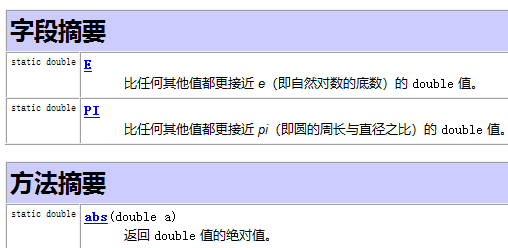 字段摘要
static double E
比任何其他值都更接近 e（即自然对数的底数）的 double 值。
static double PI
比任何其他值都更接近 pi（即圆的周长与直径之比）的 double 值。
方法摘要
static double abs(double a)
返回 double 值的绝对值。